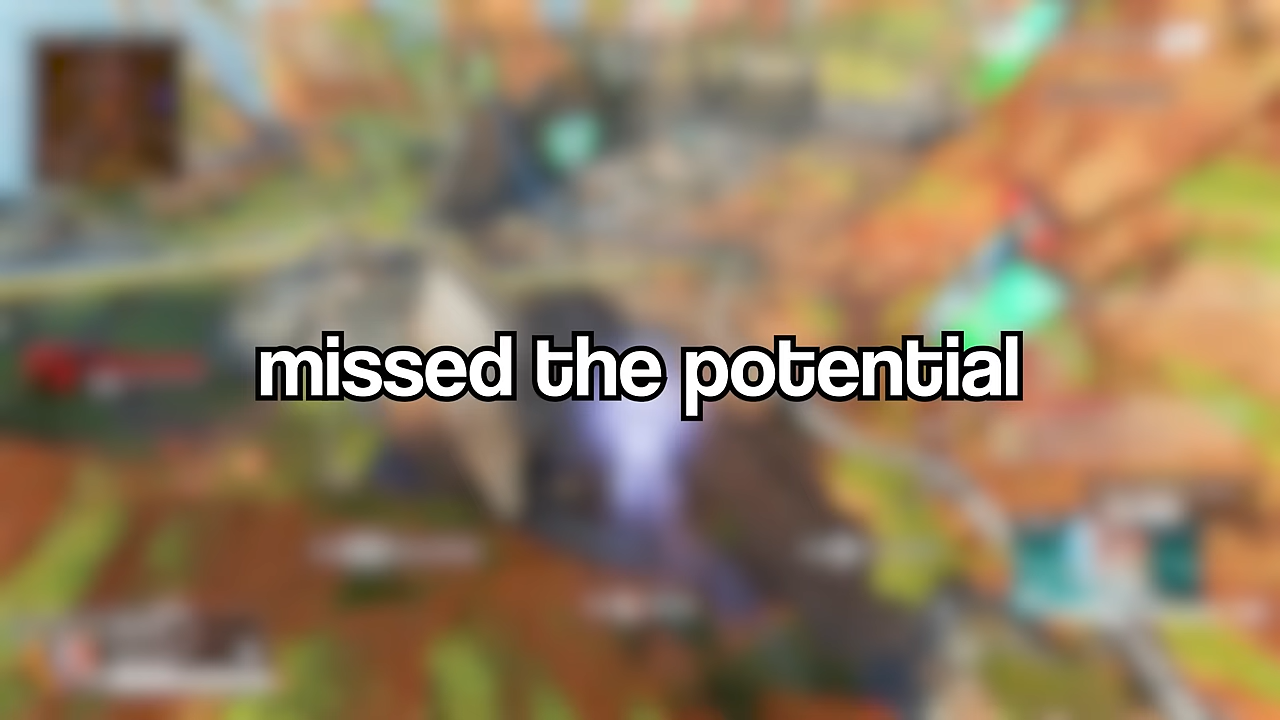 missed the potential